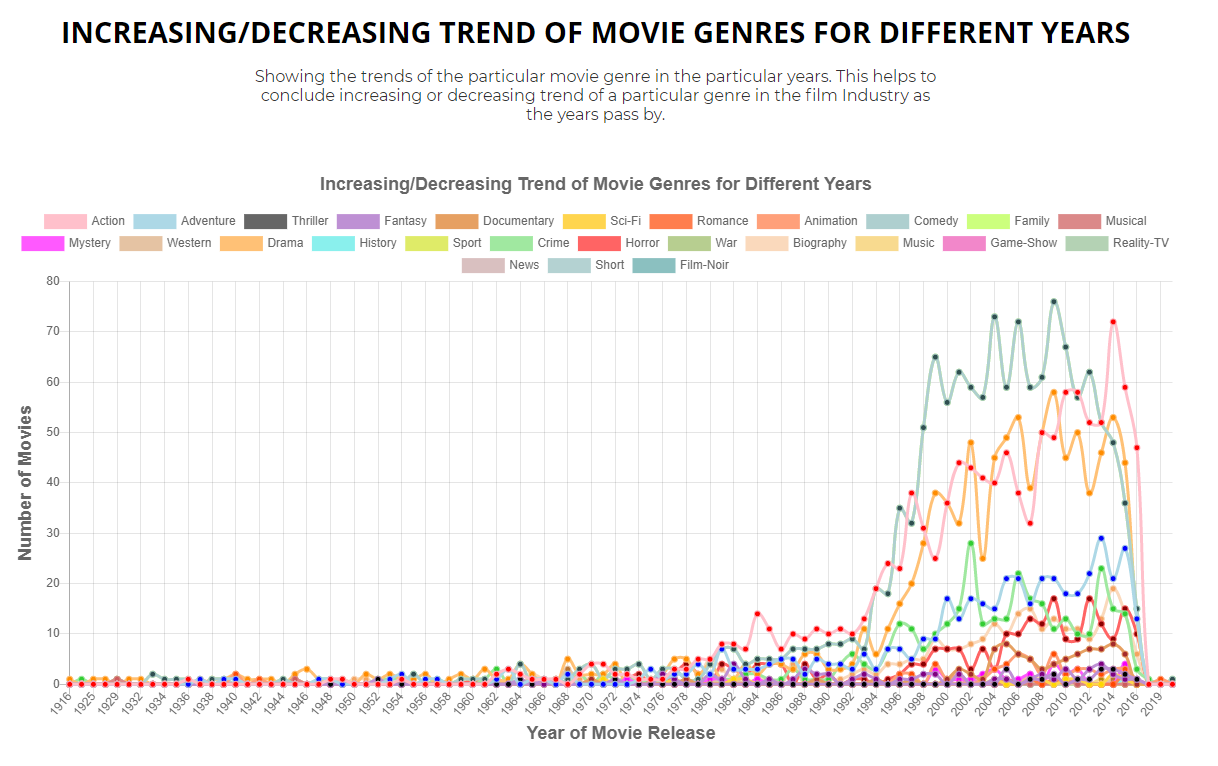 INCREASING/DECREASING TREND OF MOVIE GENRES FOR DIFFERENT YEARS
Showing the trends of the particular movie genre in the particular years. This helps to
conclude increasing or decreasing trend of a particular genre in the film Industry as
the years pass by.
Increasing/Decreasing Trend of Movie Genres for Different Years
Action Adventure Thriller Fantasy Documentary Sci-Fi Romance Animation Comedy Family Musical
Mystery Western Drama History Sport Crime Horror War Biography Music Game-Show Reality-TV
News Short Film-Noir
80
70
60
50
40
30
20
10
0
Number of Movies
1916 1925 1929 1932 1934 1936 1938 1940 1942 1944 1946 1948 1950 1952 1954 1956 1958 1960 1962 1964 1966 1968 1970 1972 1974 1976 1978 1980 1982 1984 1986 1988 1990 1992 1994 1996 1998 2000 2002 2004 2006 2008 2010 2012 2014 2016 2019
Year of Movie Release